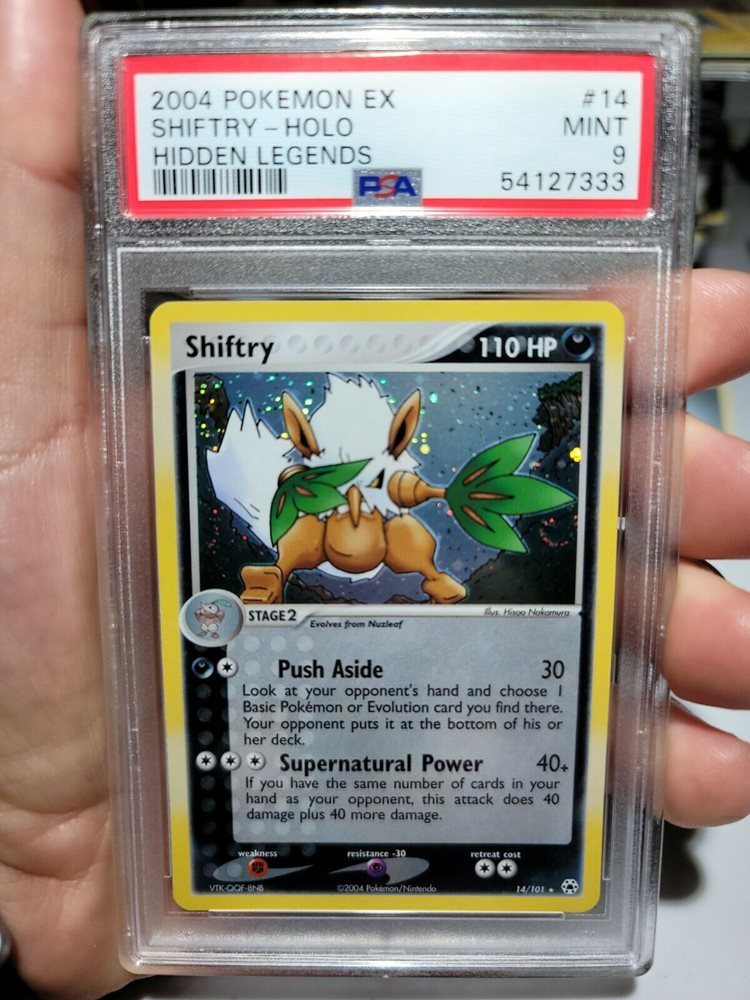 2004 POKEMON EX #14
SHIFTRY - HOLO MINT
HIDDEN LEGENDS 9
PSA 54127333
Shiftry 110 HP
STAGE 2 Illus. Hisao Nakamura
Evolves from Nuzleaf
Push Aside 30
Look at your opponent's hand and choose 1
Basic Pokémon or Evolution card you find there.
Your opponent puts it at the bottom of his or
her deck.
Supernatural Power 40+
If you have the same number of cards in your
hand as your opponent, this attack does 40
damage plus 40 more damage.
weakness resistance -30 retreat cost
VTK-QQF-8NB ©2004 Pokémon/Nintendo 14/101 ★